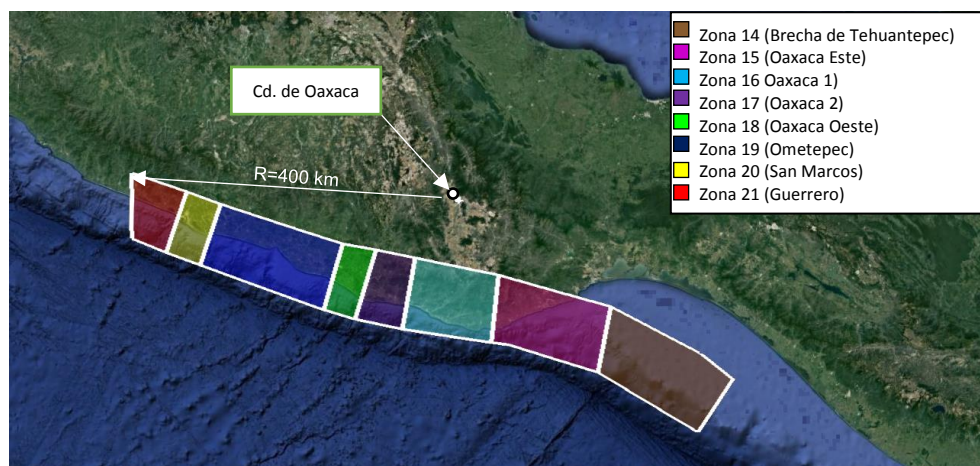 Cd. de Oaxaca
R=400 km
Zona 14 (Brecha de Tehuantepec)
Zona 15 (Oaxaca Este)
Zona 16 Oaxaca 1)
Zona 17 (Oaxaca 2)
Zona 18 (Oaxaca Oeste)
Zona 19 (Ometepec)
Zona 20 (San Marcos)
Zona 21 (Guerrero)